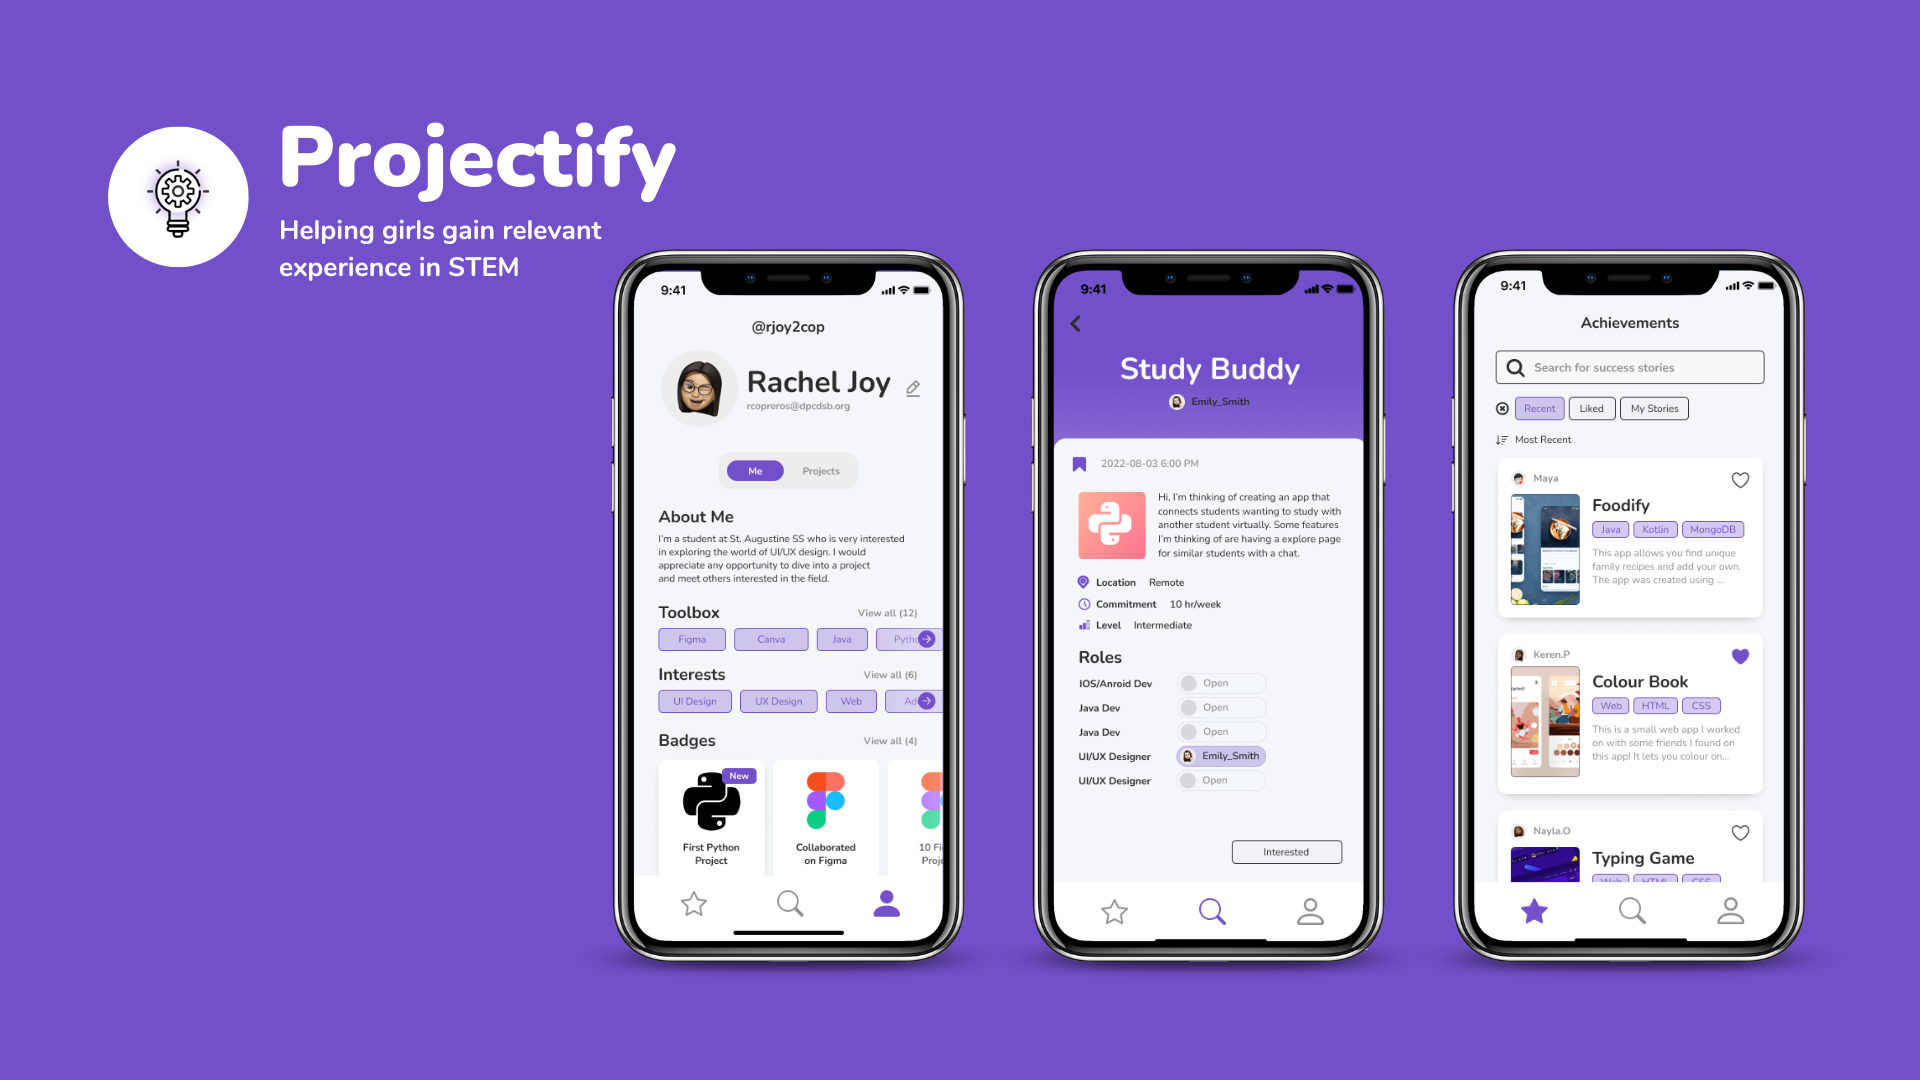 Projectify
Helping girls gain relevant
experience in STEM
9:41
@rjoy2cop
Rachel Joy
rcopreros@dpcdsb.org
Me
Projects
About Me
I'm a student at St. Augustine SS who is very interested
in exploring the world of UI/UX design. I would
appreciate any opportunity to dive into a project
and meet others interested in the field.
Toolbox
View all (12)
Figma
Canva
Java
Pytho
Interests
View all (6)
UI Design
UX Design
Web
Ad
Badges
View all (4)
New
First Python
Project
Collaborated
on Figma
10 Fi
Proje
9:41
Study Buddy
Emily_Smith
2022-08-03 6:00 PM
Hi, I'm thinking of creating an app that
connects students wanting to study with
another student virtually. Some features
I'm thinking of are having a explore page
for similar students with a chat.
Location Remote
Commitment 10 hr/week
Level Intermediate
Roles
IOS/Anroid Dev Open
Java Dev Open
Java Dev Open
UI/UX Designer Emily_Smith
UI/UX Designer Open
Interested
9:41
Achievements
Search for success stories
Recent
Liked
My Stories
Most Recent
Maya
Foodify
Java
Kotlin
MongoDB
This app allows you find unique
family recipes and add your own.
The app was created using ...
Keren.P
Colour Book
Web
HTML
CSS
This is a small web app I worked
on with some friends I found on
this app! It lets you colour on...
Nayla.O
Typing Game
Web
HTML
CSS